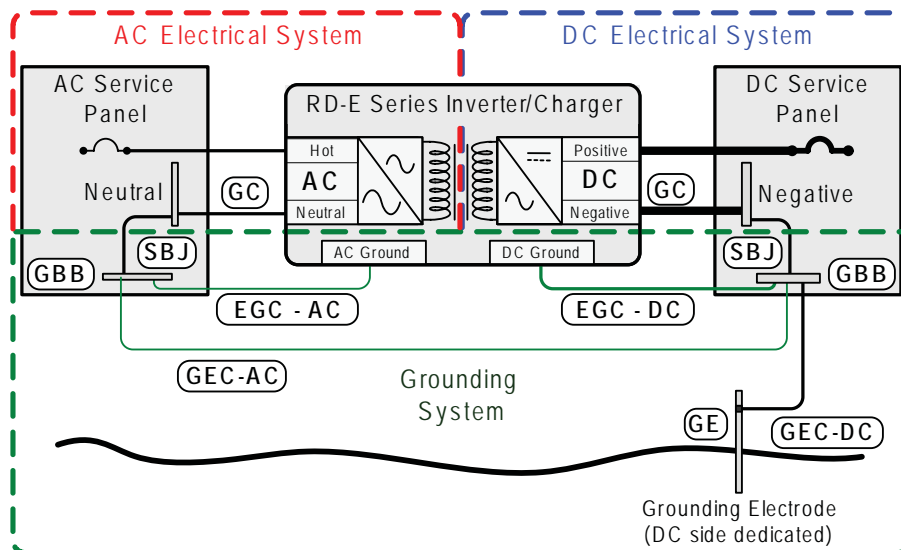 AC Electrical System
DC Electrical System
AC Service
Panel
RD-E Series Inverter/Charger
DC Service
Panel
Hot
AC
Neutral
Positive
DC
Negative
Neutral
GC
GC
Negative
SBJ
GBB
AC Ground
DC Ground
SBJ
GBB
EGC - AC
EGC - DC
GEC-AC
Grounding
System
GE
GEC-DC
Grounding Electrode
(DC side dedicated)